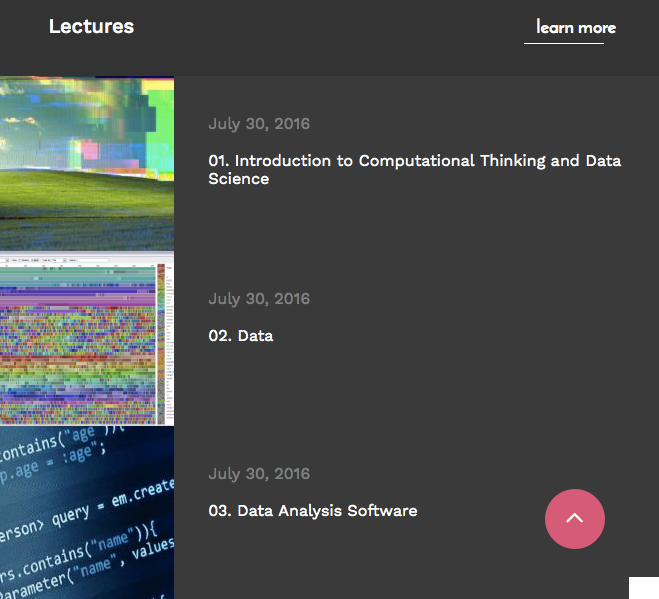 Lectures
learn more
July 30, 2016
01. Introduction to Computational Thinking and Data
Science
July 30, 2016
02. Data
July 30, 2016
03. Data Analysis Software
contains("age")){
p.age = :age";
erson> query = em.create
rs.contains("name")){
Parameter("name", values